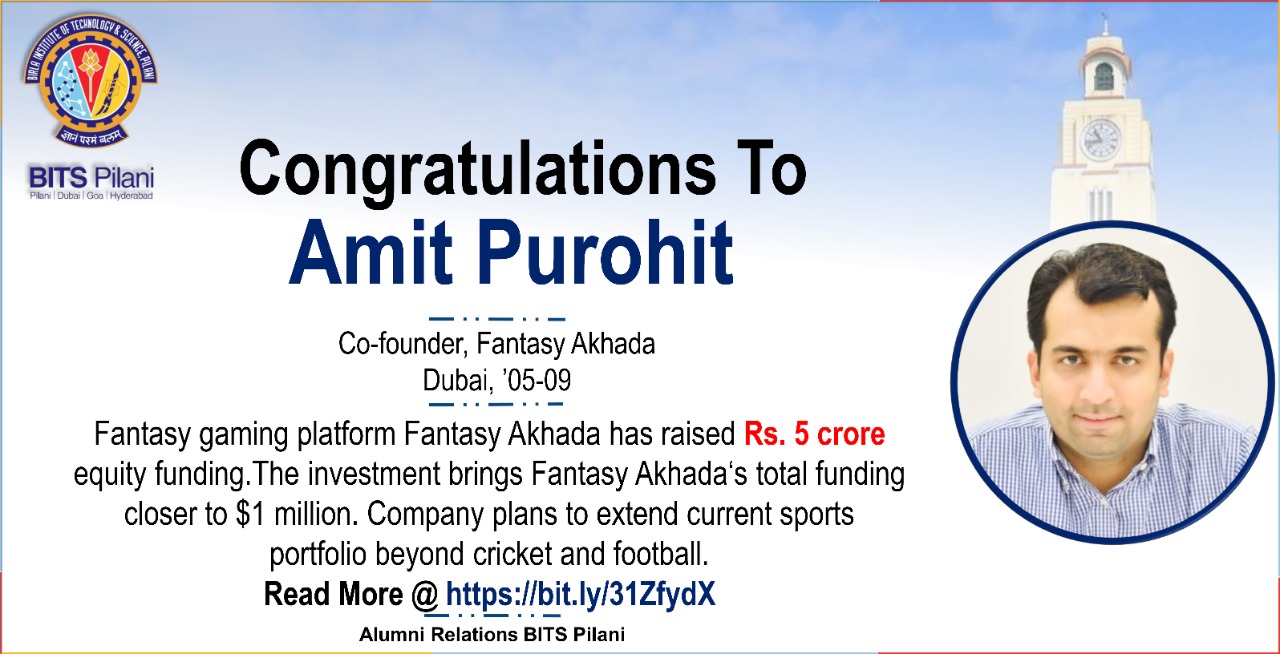 BIRLA INSTITUTE OF TECHNOLOGY & SCIENCE, PILANI
ज्ञानं परमं बलम्
BITS Pilani
Pilani | Dubai | Goa | Hyderabad
Congratulations To
Amit Purohit
Co-founder, Fantasy Akhada
Dubai, ’05-09
Fantasy gaming platform Fantasy Akhada has raised Rs. 5 crore
equity funding.The investment brings Fantasy Akhada‘s total funding
closer to $1 million. Company plans to extend current sports
portfolio beyond cricket and football.
Read More @ https://bit.ly/31ZfydX
Alumni Relations BITS Pilani